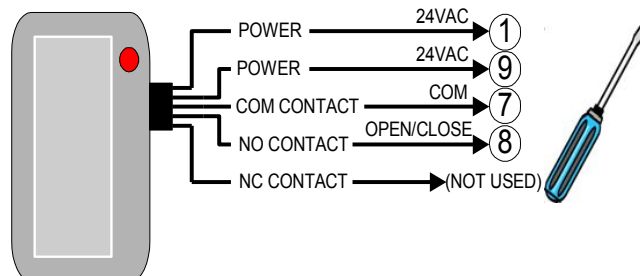 POWER 24VAC 1
POWER 24VAC 9
COM CONTACT COM 7
NO CONTACT OPEN/CLOSE 8
NC CONTACT (NOT USED)